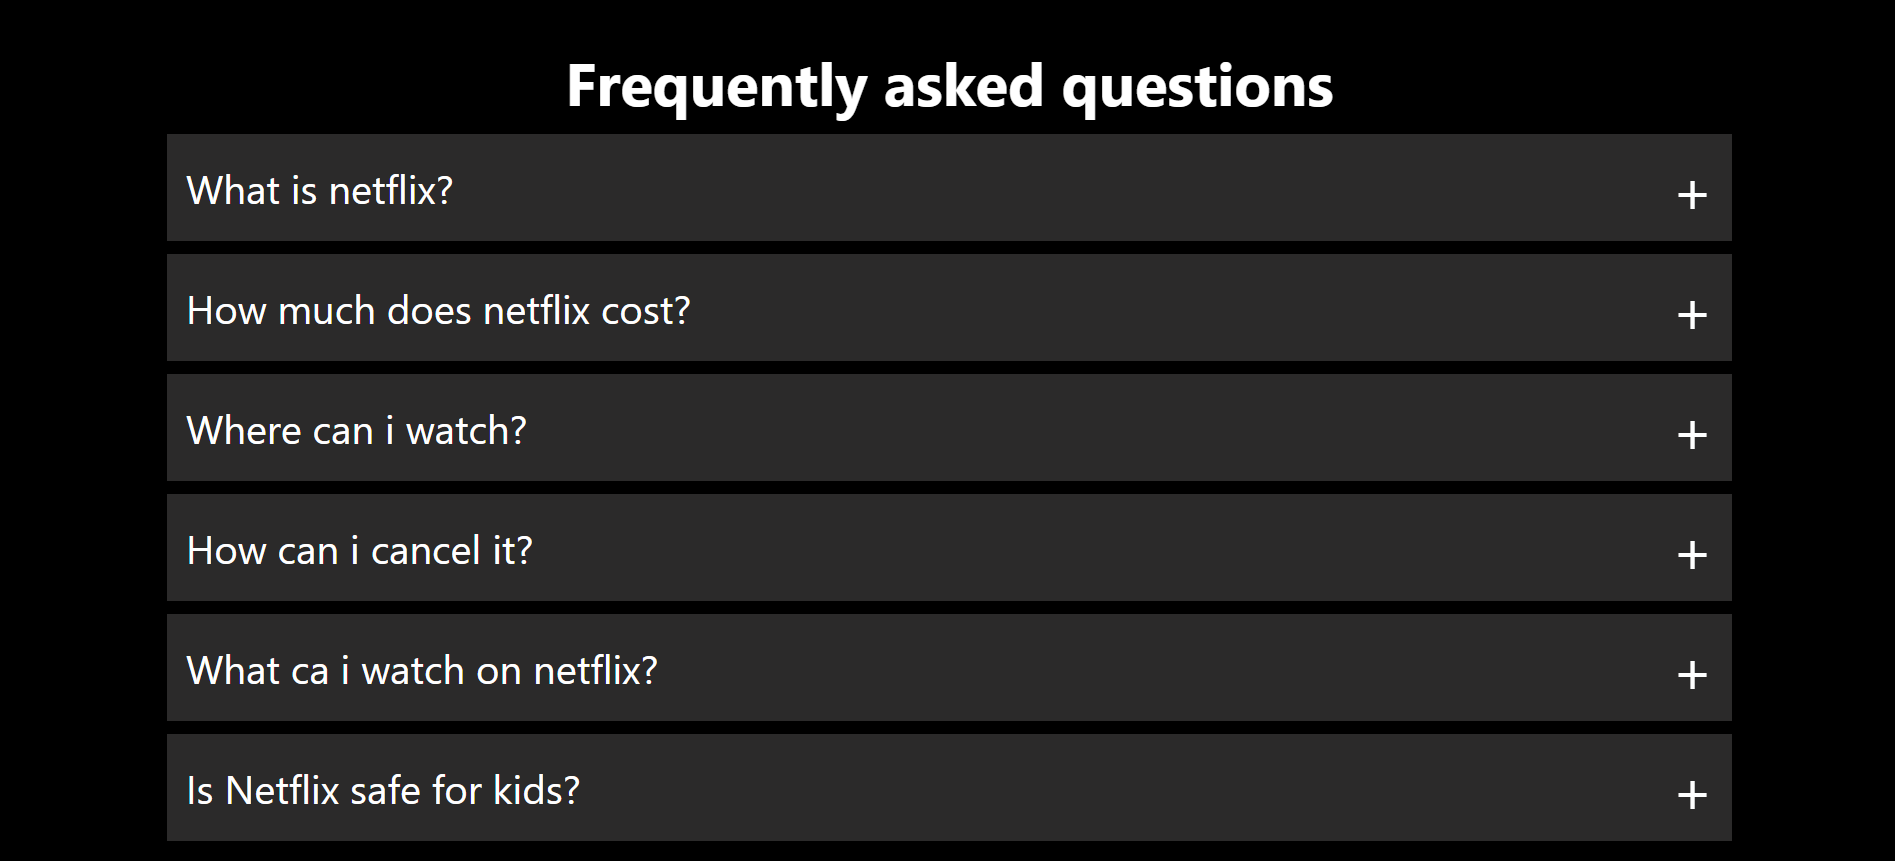 Frequently asked questions
What is netflix?
+
How much does netflix cost?
+
Where can i watch?
+
How can i cancel it?
+
What ca i watch on netflix?
+
Is Netflix safe for kids?
+